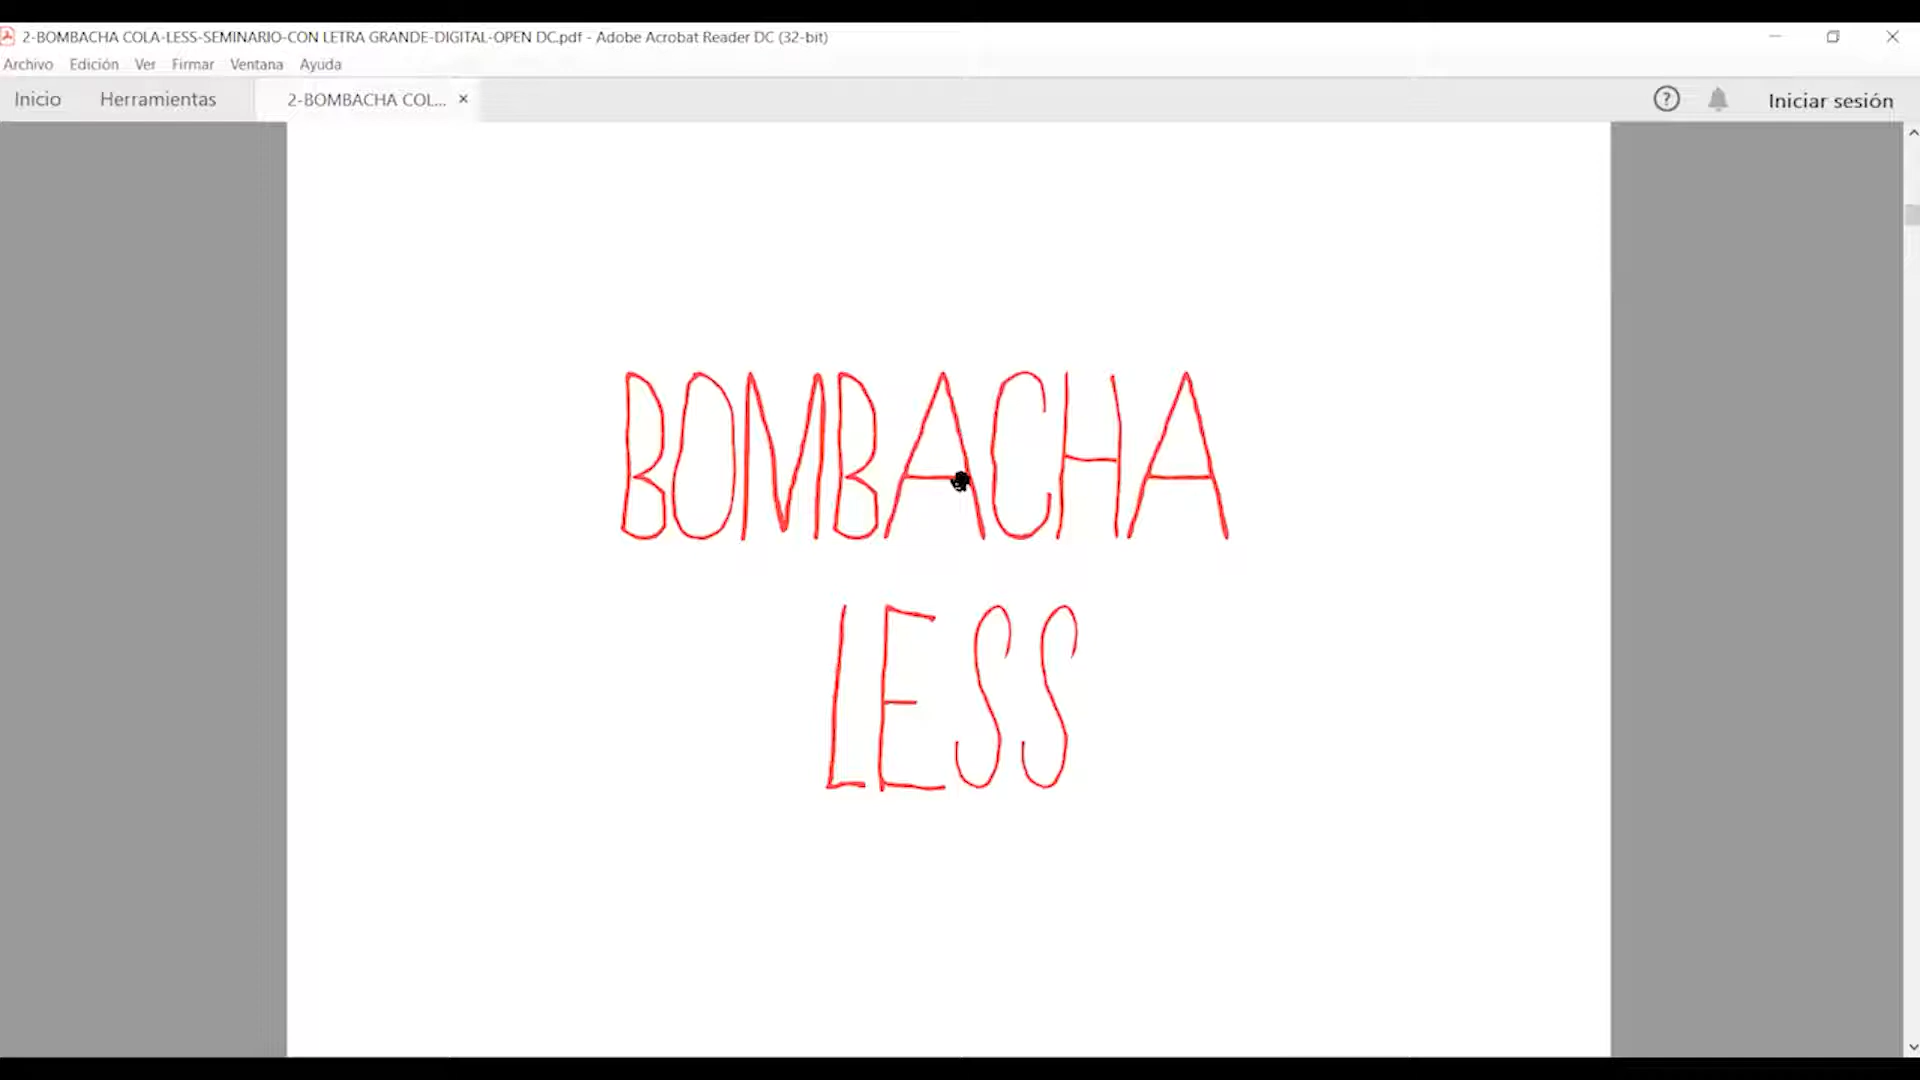 2-BOMBACHA COLA-LESS-SEMINARIO-CON LETRA GRANDE-DIGITAL-OPEN DC.pdf - Adobe Acrobat Reader DC (32-bit)
Archivo Edición Ver Firmar Ventana Ayuda
Inicio Herramientas 2-BOMBACHA COL... × ? Iniciar sesión
BOMBACHA
LESS